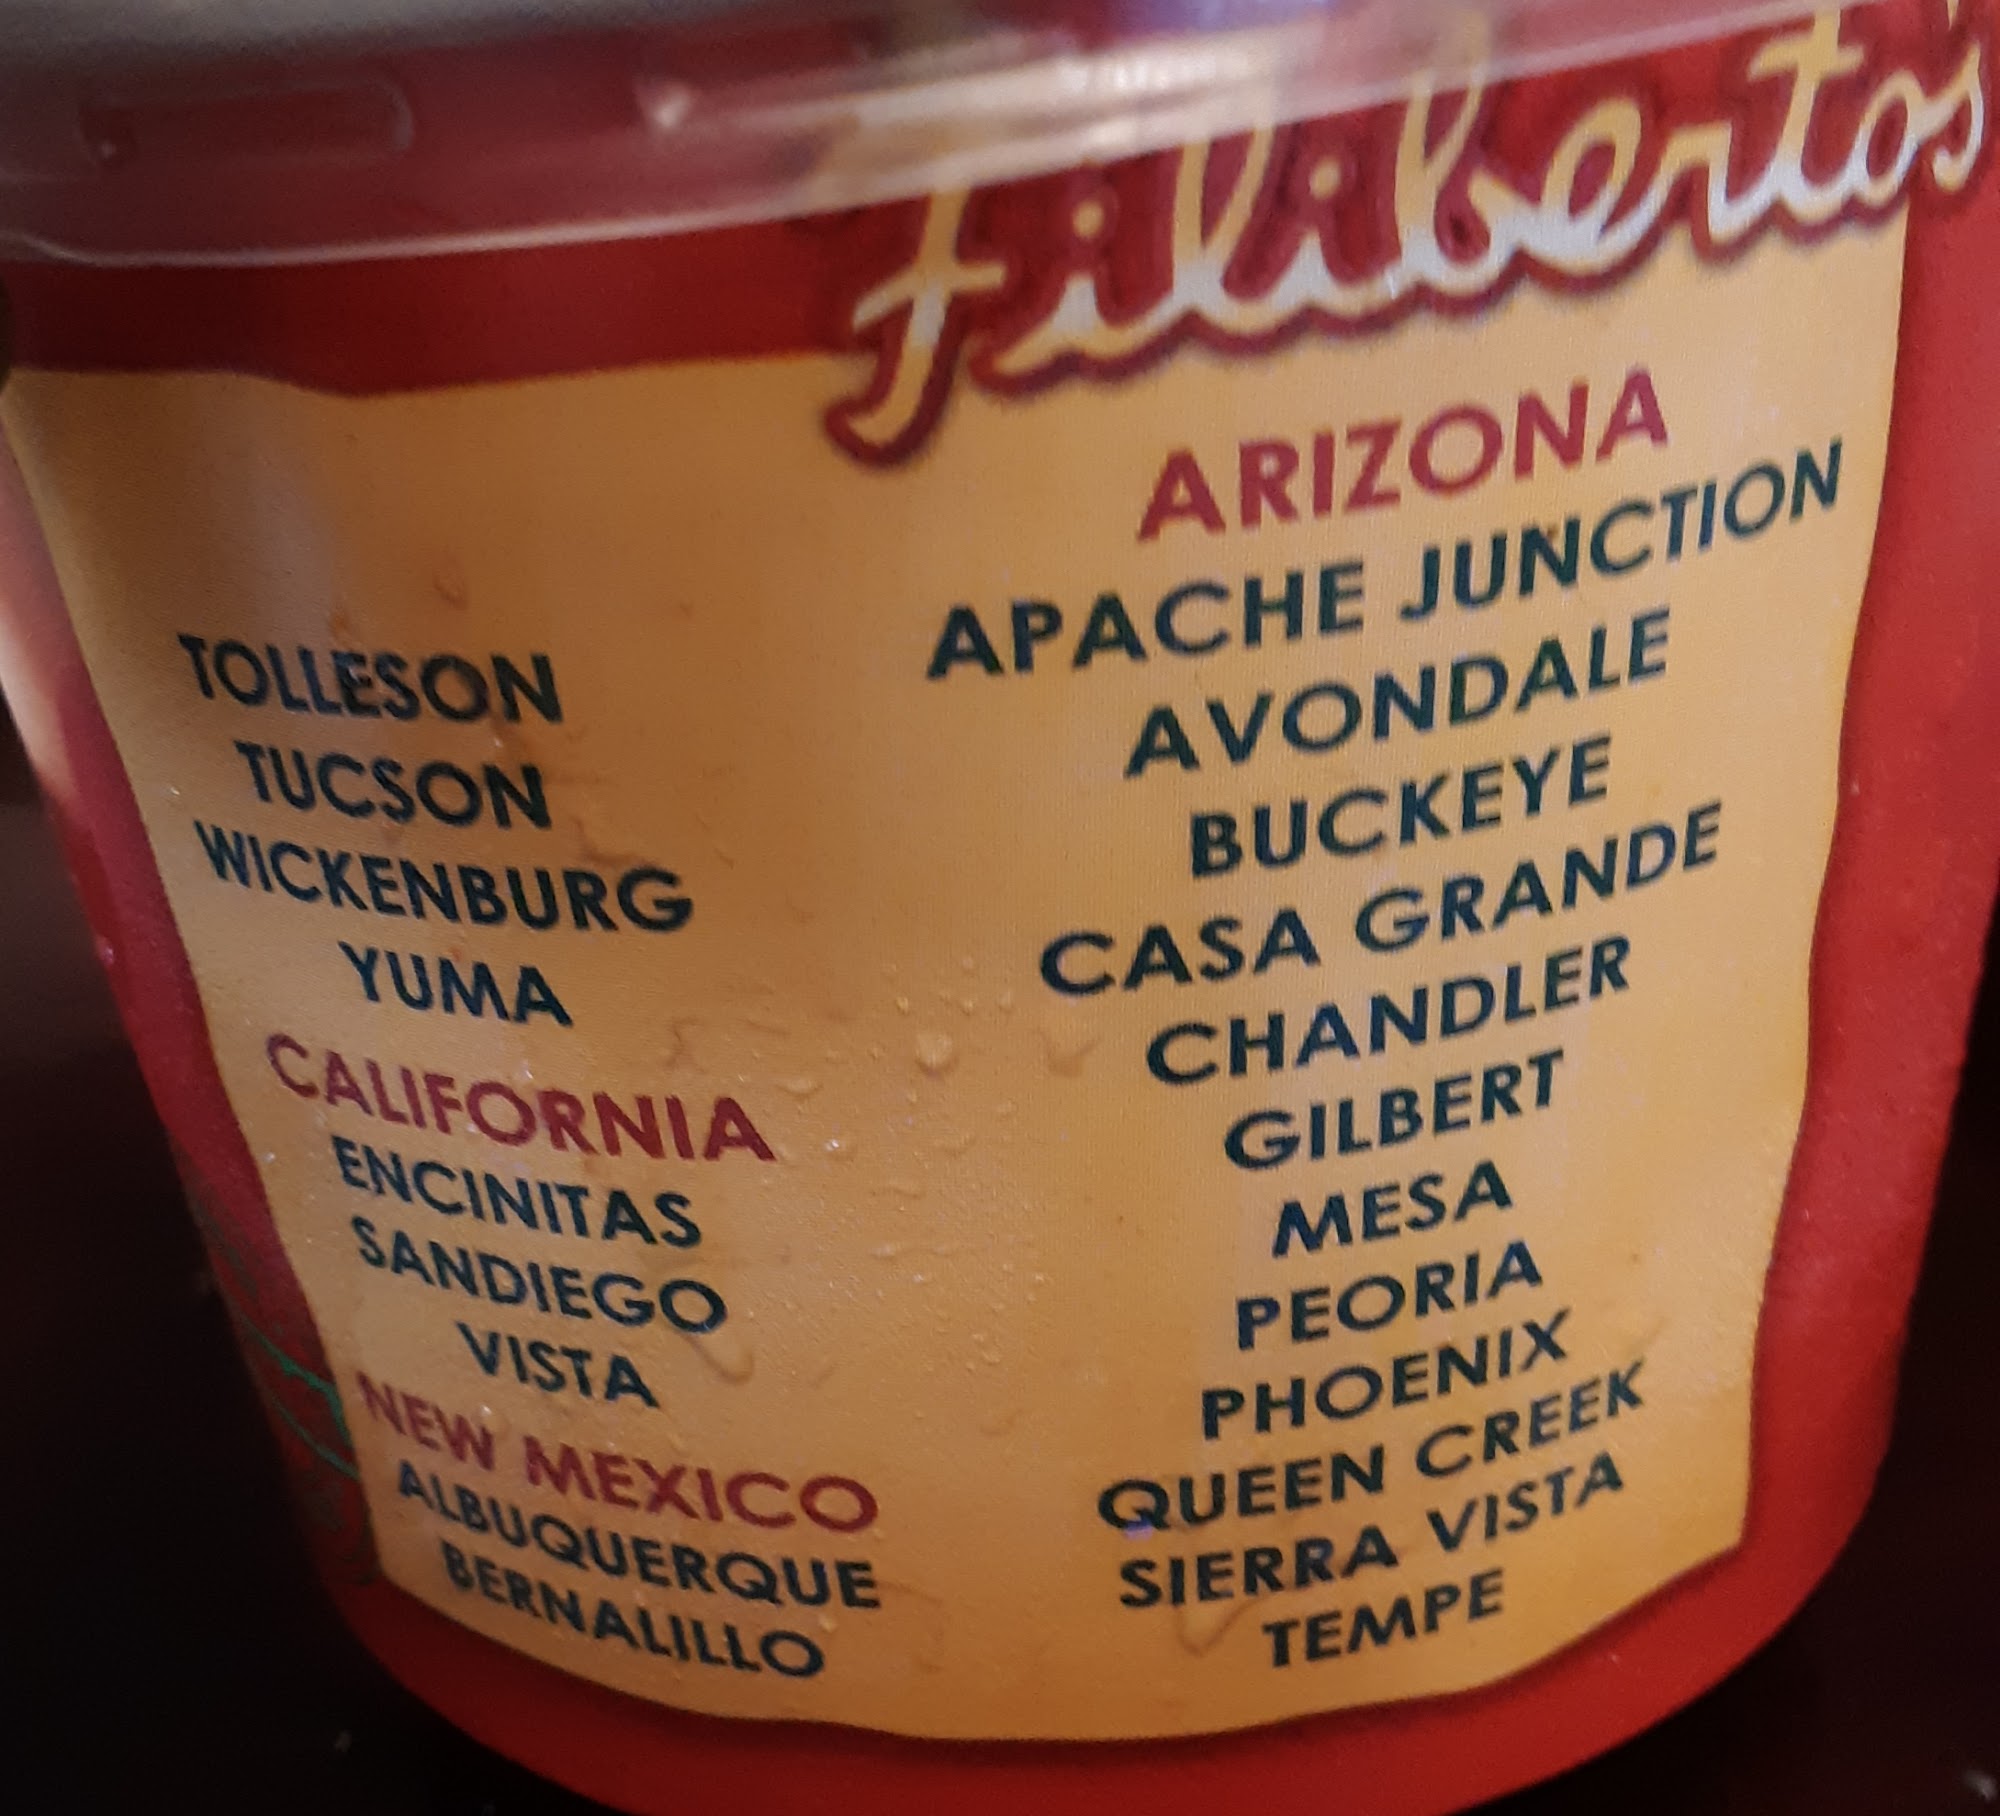 Filiberto's
ARIZONA
APACHE JUNCTION
AVONDALE
BUCKEYE
CASA GRANDE
CHANDLER
GILBERT
MESA
PEORIA
PHOENIX
QUEEN CREEK
SIERRA VISTA
TEMPE
TOLLESON
TUCSON
WICKENBURG
YUMA
CALIFORNIA
ENCINITAS
SANDIEGO
VISTA
NEW MEXICO
ALBUQUERQUE
BERNALILLO